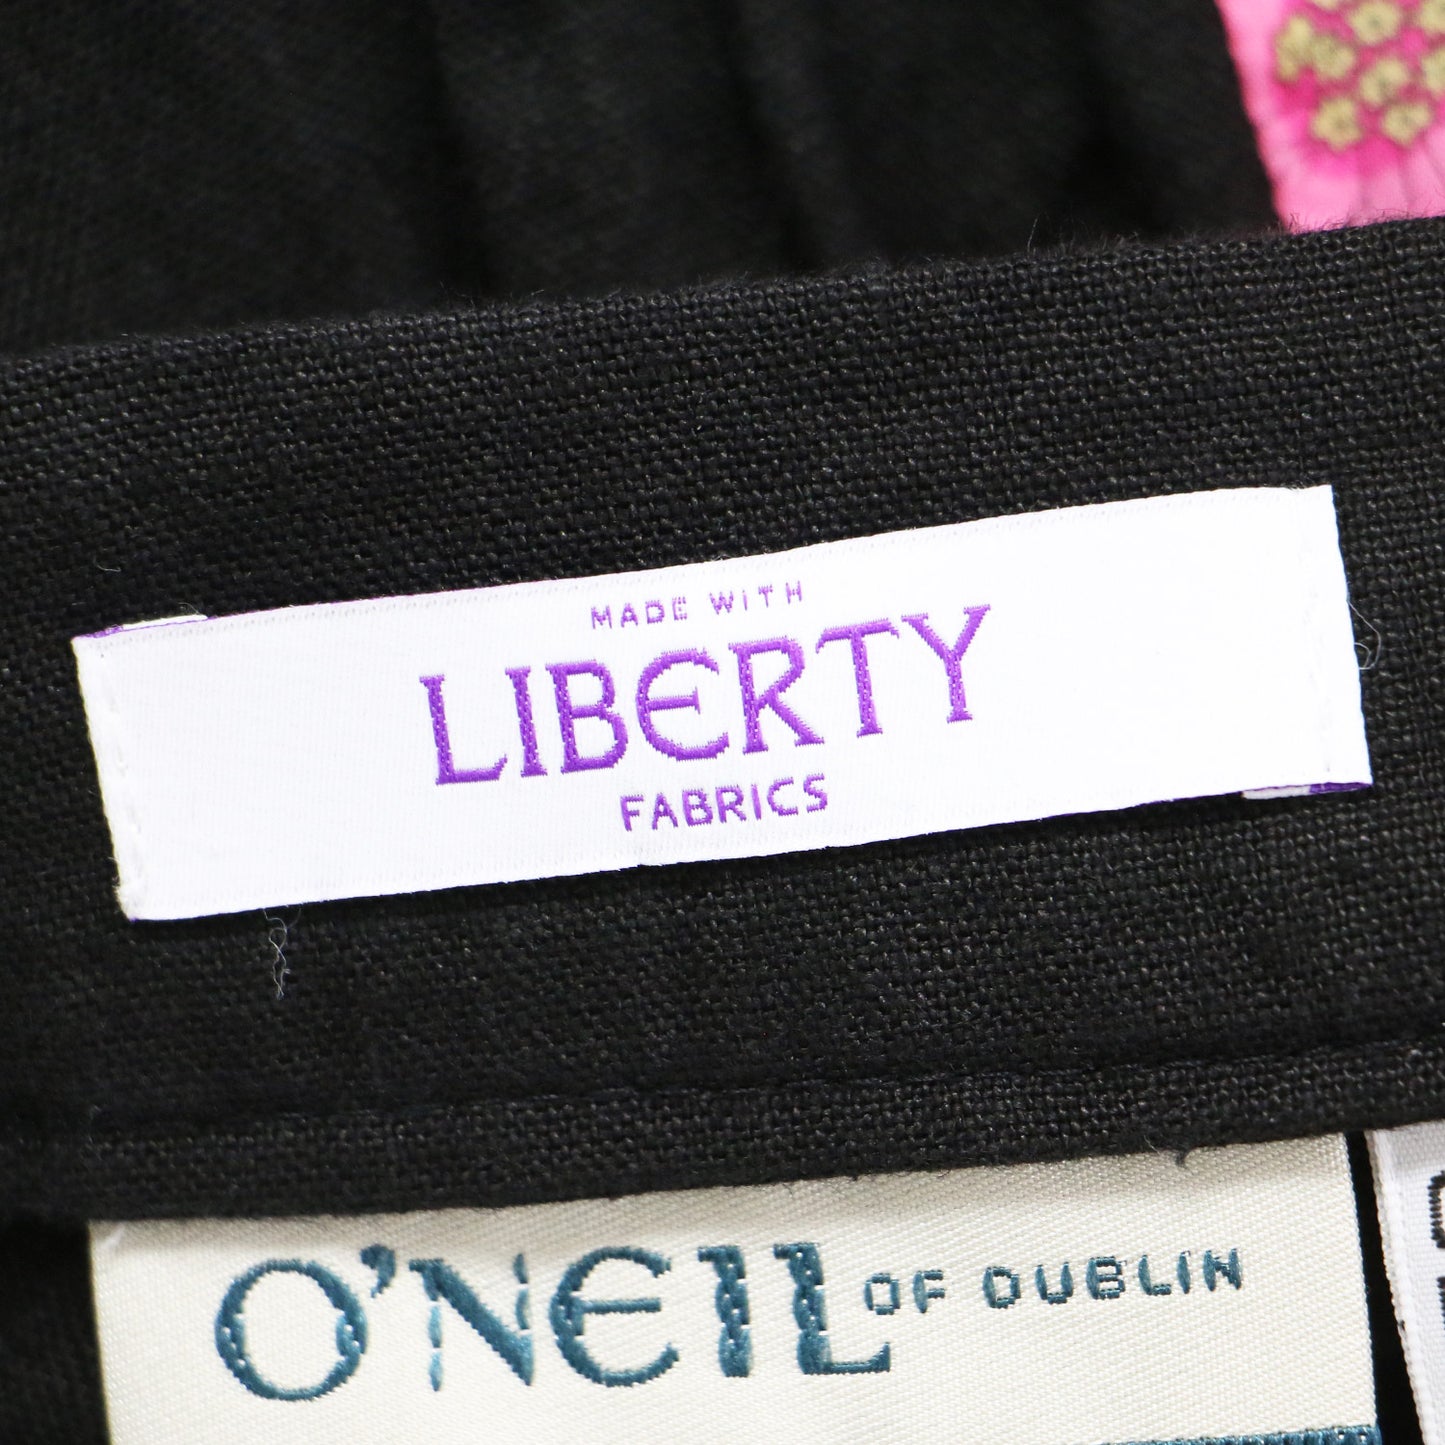 MADE WiTH
LIBERTY
FABRICS
O'NEIL OF DUBLIN